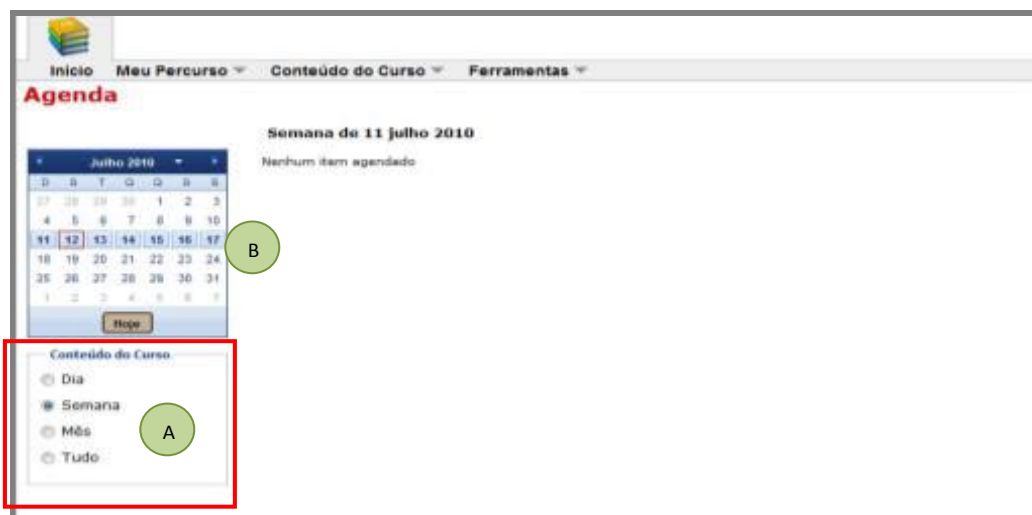 Início Meu Percurso Conteúdo do Curso Ferramentas
Agenda
Semana de 11 julho 2010
Nenhum item agendado
Julho 2010
D S T Q Q S S
27 28 29 30 1 2 3
4 5 6 7 8 9 10
11 12 13 14 15 16 17
18 19 20 21 22 23 24
25 26 27 28 29 30 31
1 2 3 4 5 6 7
Hoje
B
Conteúdo do Curso
Dia
Semana
Mês
Tudo
A